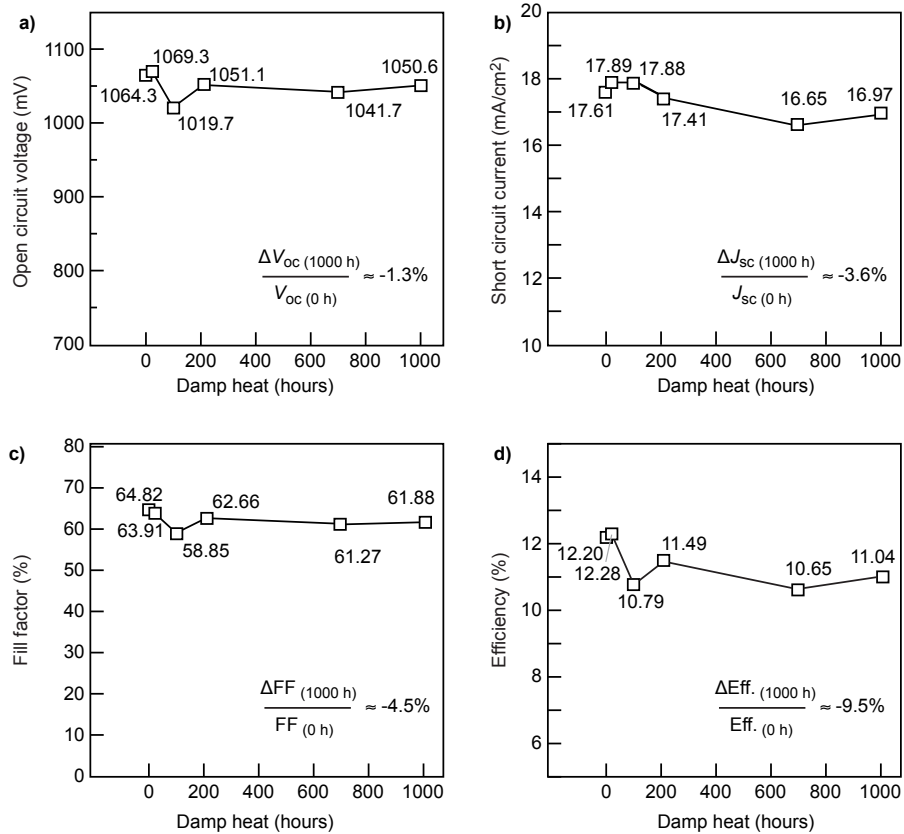 a)
Open circuit voltage (mV)
1100
1000
900
800
700
1064.3
1069.3
1019.7
1051.1
1041.7
1050.6
ΔVoc (1000 h)
Voc (0 h)
≈ -1.3%
0 200 400 600 800 1000
Damp heat (hours)
b)
Short circuit current (mA/cm²)
20
18
16
14
12
10
17.61
17.89
17.88
17.41
16.65
16.97
ΔJsc (1000 h)
Jsc (0 h)
≈ -3.6%
0 200 400 600 800 1000
Damp heat (hours)
c)
Fill factor (%)
80
70
60
50
40
30
20
10
0
64.82
63.91
58.85
62.66
61.27
61.88
ΔFF (1000 h)
FF (0 h)
≈ -4.5%
0 200 400 600 800 1000
Damp heat (hours)
d)
Efficiency (%)
14
12
10
8
6
12.20
12.28
10.79
11.49
10.65
11.04
ΔEff. (1000 h)
Eff. (0 h)
≈ -9.5%
0 200 400 600 800 1000
Damp heat (hours)